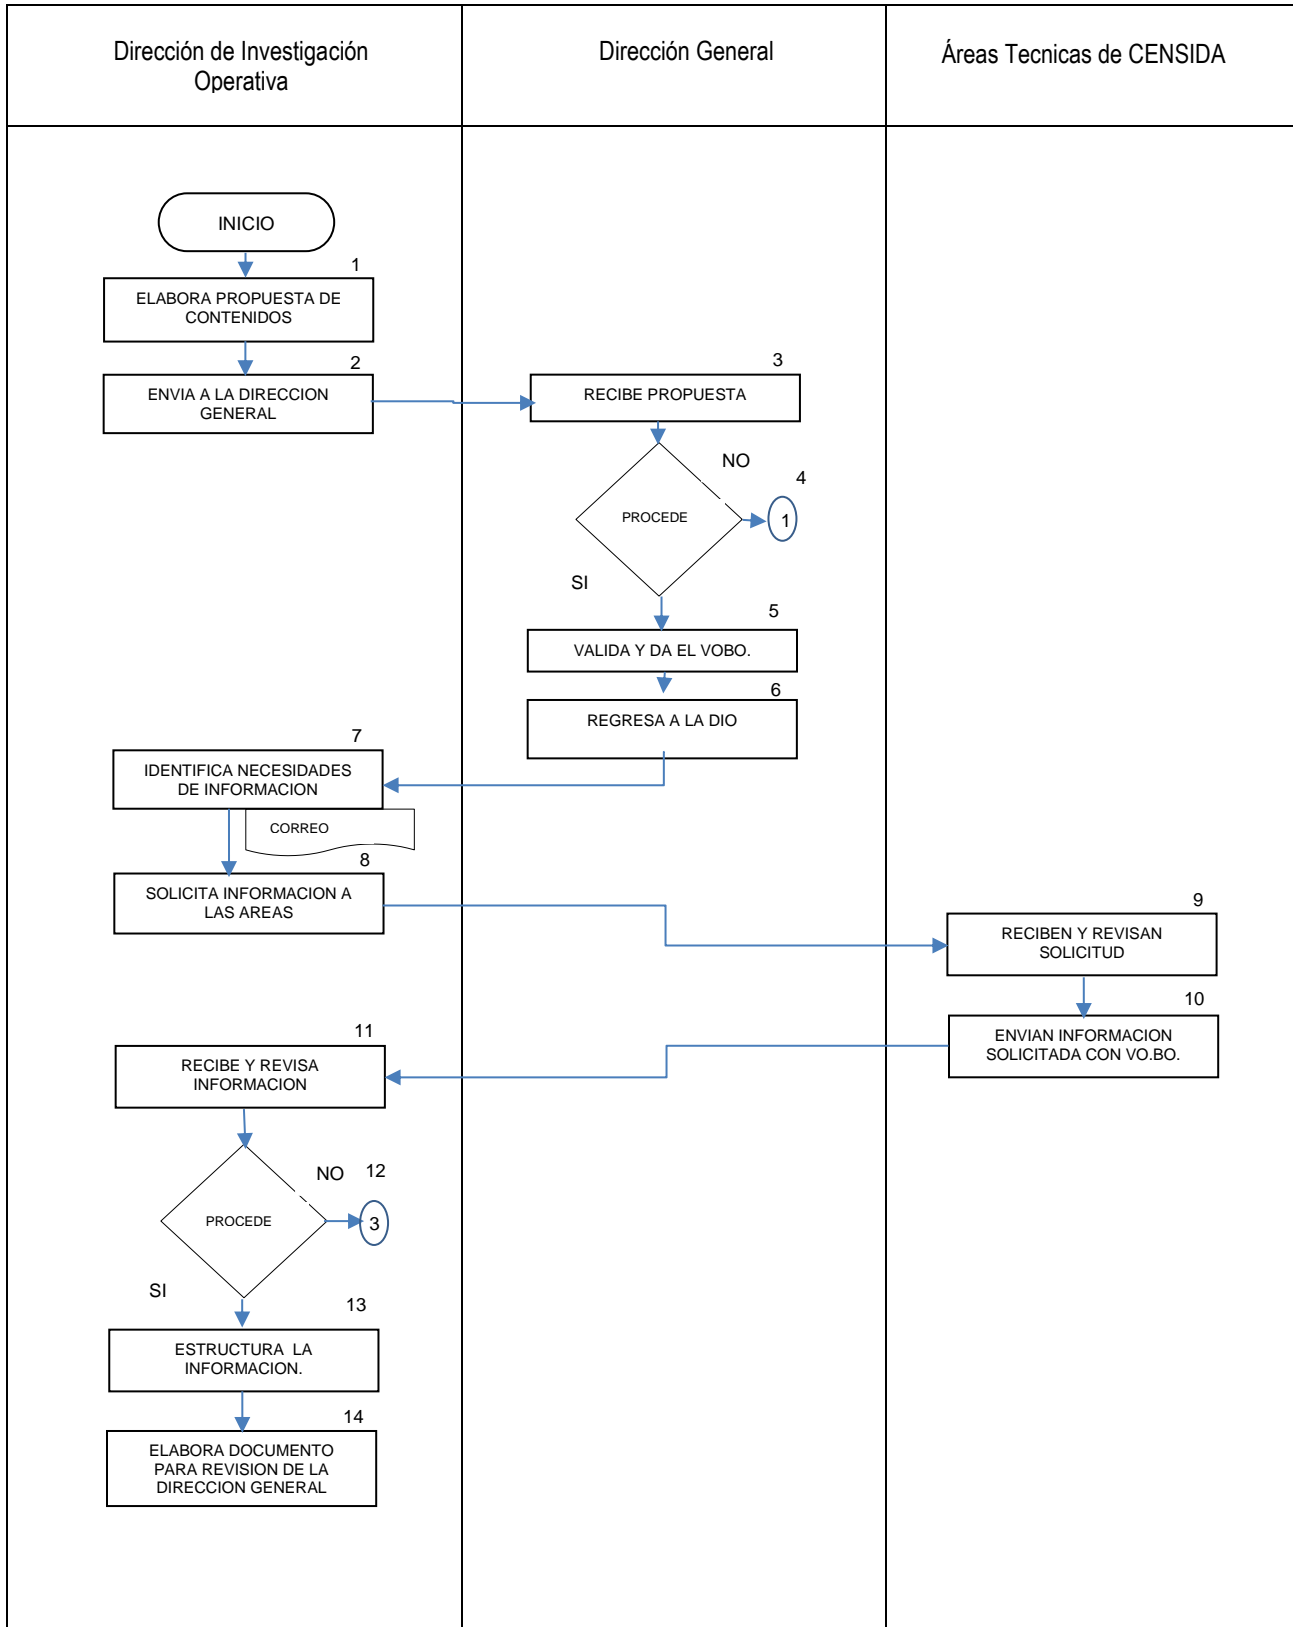 Dirección de Investigación
Operativa
Dirección General
Áreas Tecnicas de CENSIDA
INICIO
1
ELABORA PROPUESTA DE
CONTENIDOS
2
ENVIA A LA DIRECCION
GENERAL
3
RECIBE PROPUESTA
NO
4
PROCEDE
1
SI
5
VALIDA Y DA EL VOBO.
6
REGRESA A LA DIO
7
IDENTIFICA NECESIDADES
DE INFORMACION
CORREO
8
SOLICITA INFORMACION A
LAS AREAS
9
RECIBEN Y REVISAN
SOLICITUD
10
ENVIAN INFORMACION
SOLICITADA CON VO.BO.
11
RECIBE Y REVISA
INFORMACION
NO
12
PROCEDE
3
SI
13
ESTRUCTURA LA
INFORMACION.
14
ELABORA DOCUMENTO
PARA REVISION DE LA
DIRECCION GENERAL